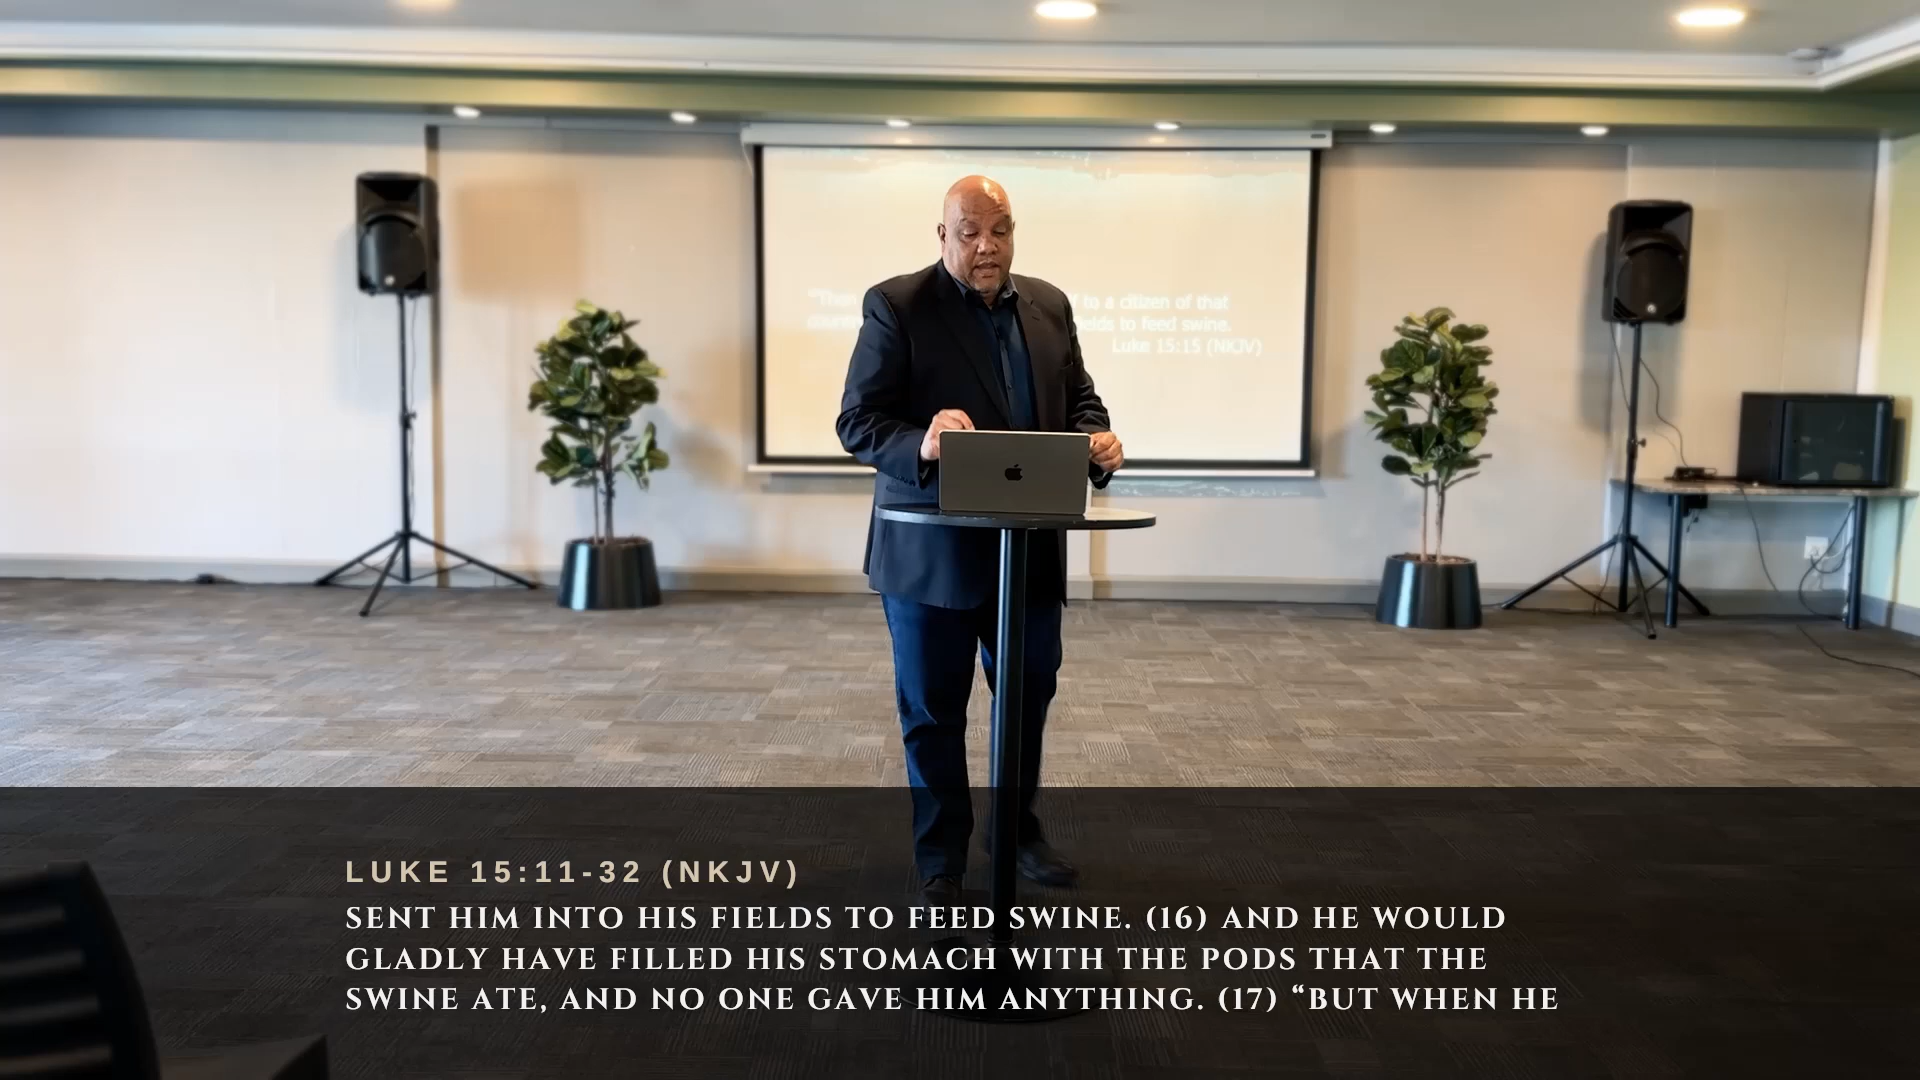 "Then
f to a citizen of that
fields to feed swine.
Luke 15:15 (NKJV)
LUKE 15:11-32 (NKJV)
SENT HIM INTO HIS FIELDS TO FEED SWINE. (16) AND HE WOULD
GLADLY HAVE FILLED HIS STOMACH WITH THE PODS THAT THE
SWINE ATE, AND NO ONE GAVE HIM ANYTHING. (17) “BUT WHEN HE